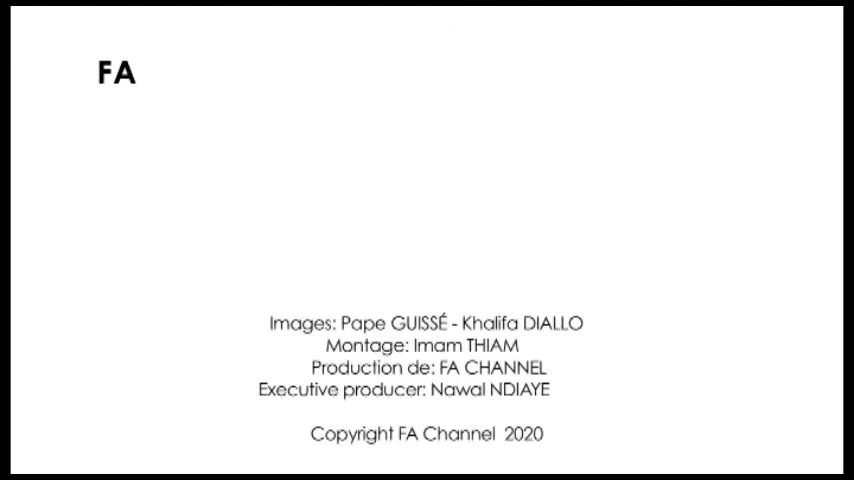 FA
Images: Pape GUISSÉ - Khalifa DIALLO
Montage: Imam THIAM
Production de: FA CHANNEL
Executive producer: Nawal NDIAYE
Copyright FA Channel 2020